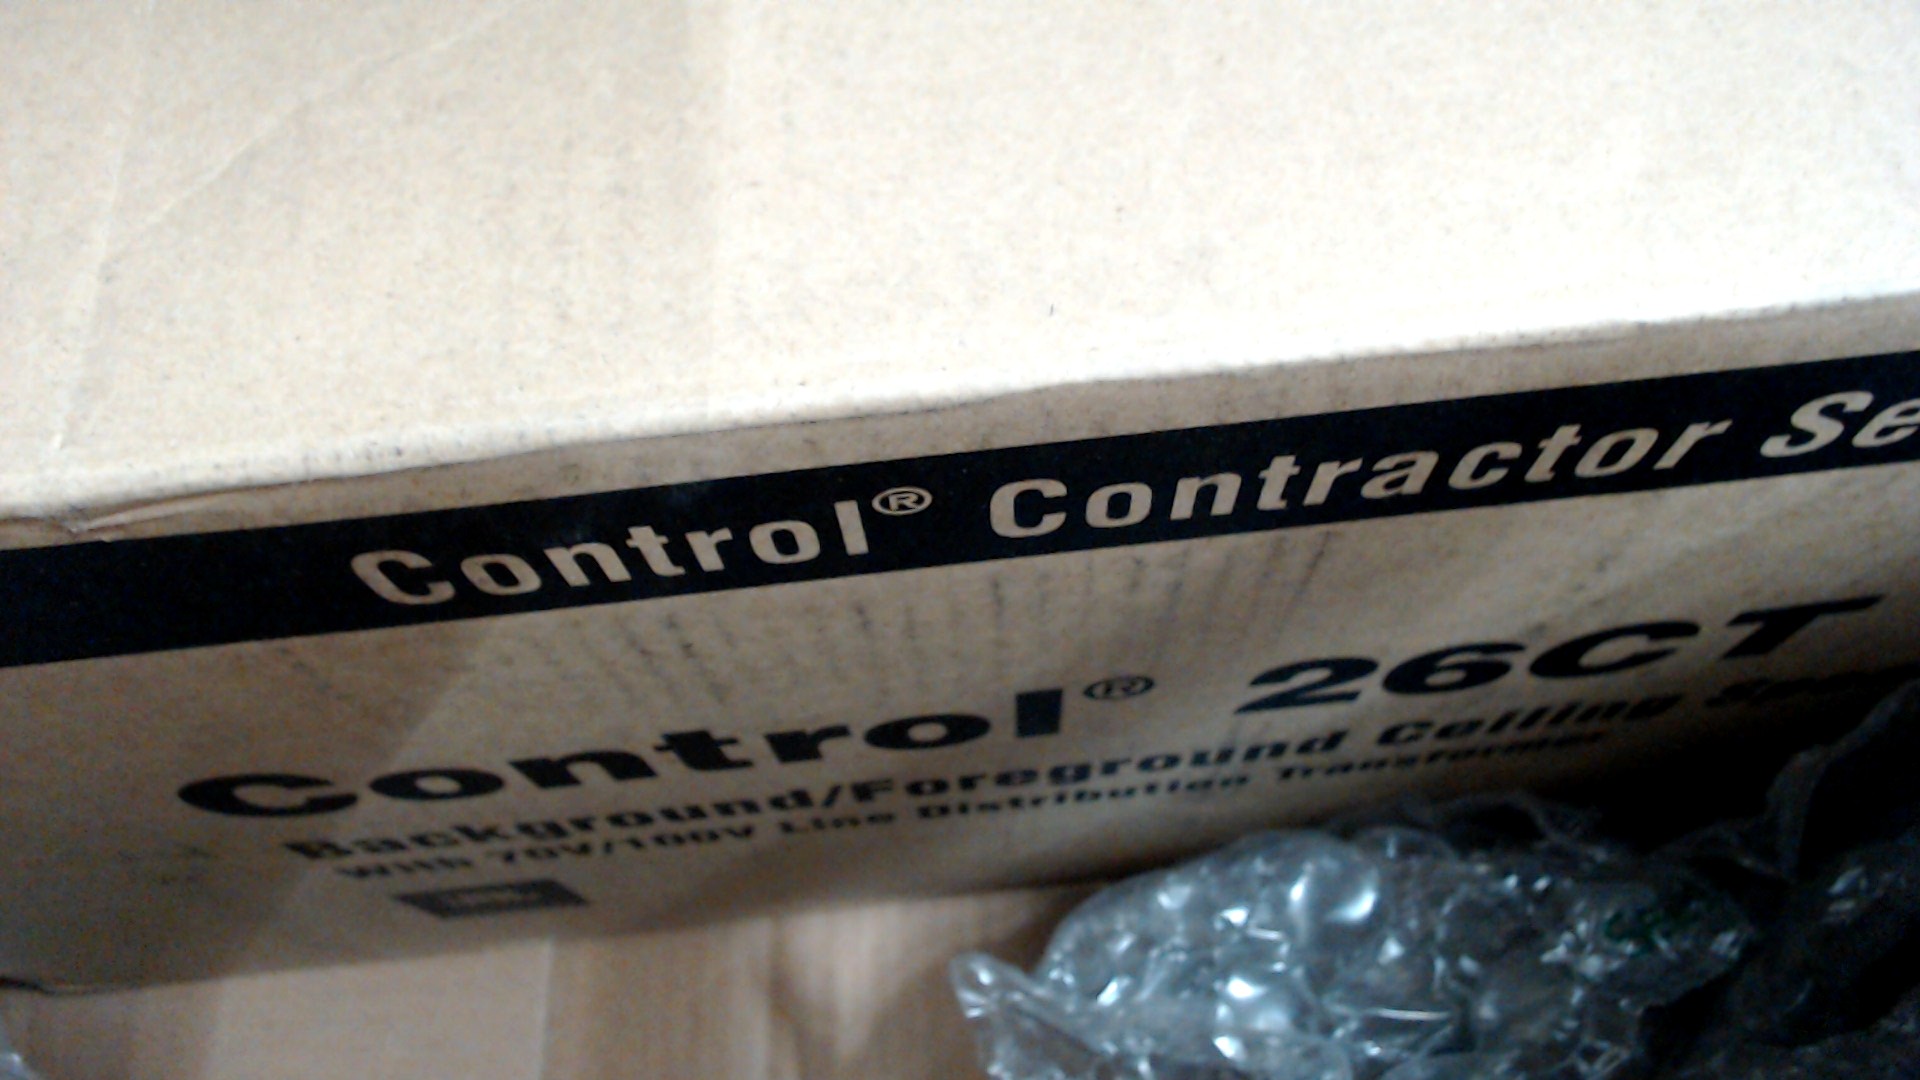 Control® Contractor Se
Control® 26CT
Background/Foreground Ceiling
With 70V/100V Line Distribution Transformer